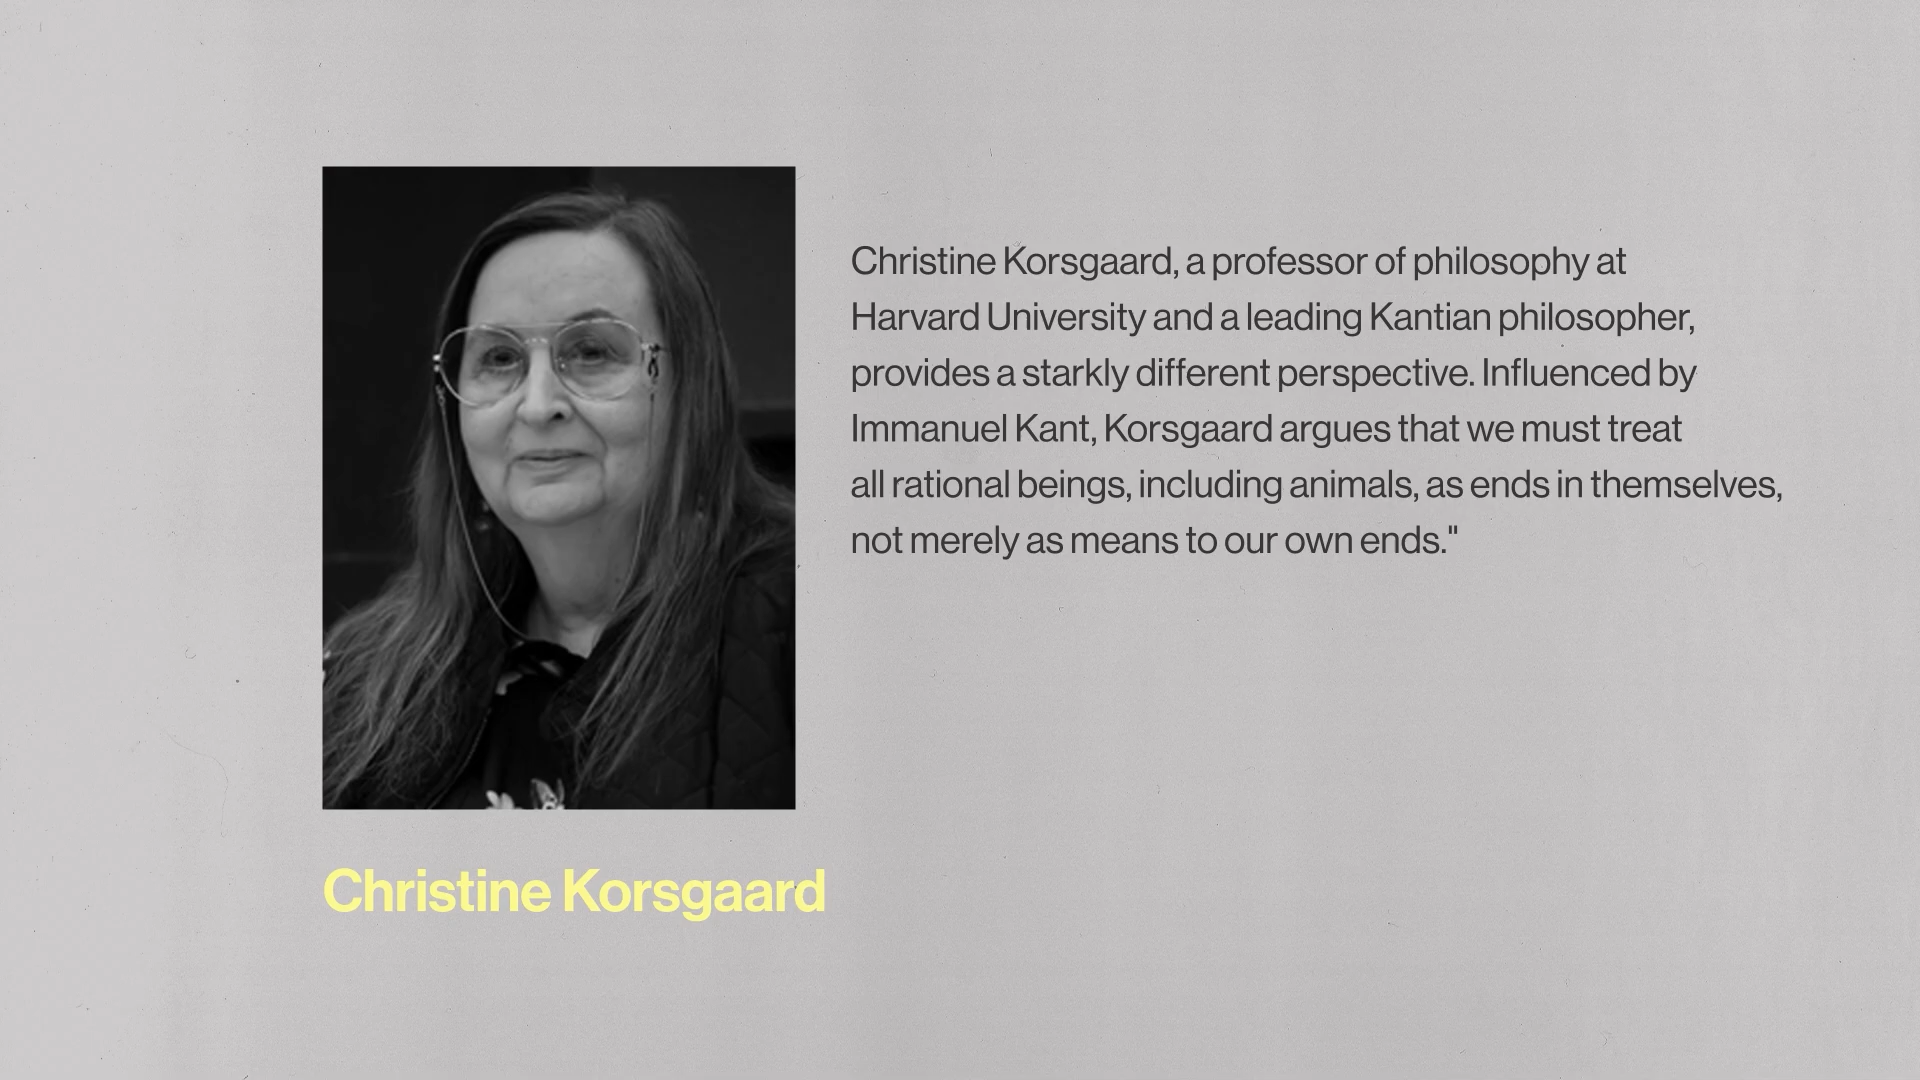 Christine Korsgaard, a professor of philosophy at
Harvard University and a leading Kantian philosopher,
provides a starkly different perspective. Influenced by
Immanuel Kant, Korsgaard argues that we must treat
all rational beings, including animals, as ends in themselves,
not merely as means to our own ends."
Christine Korsgaard